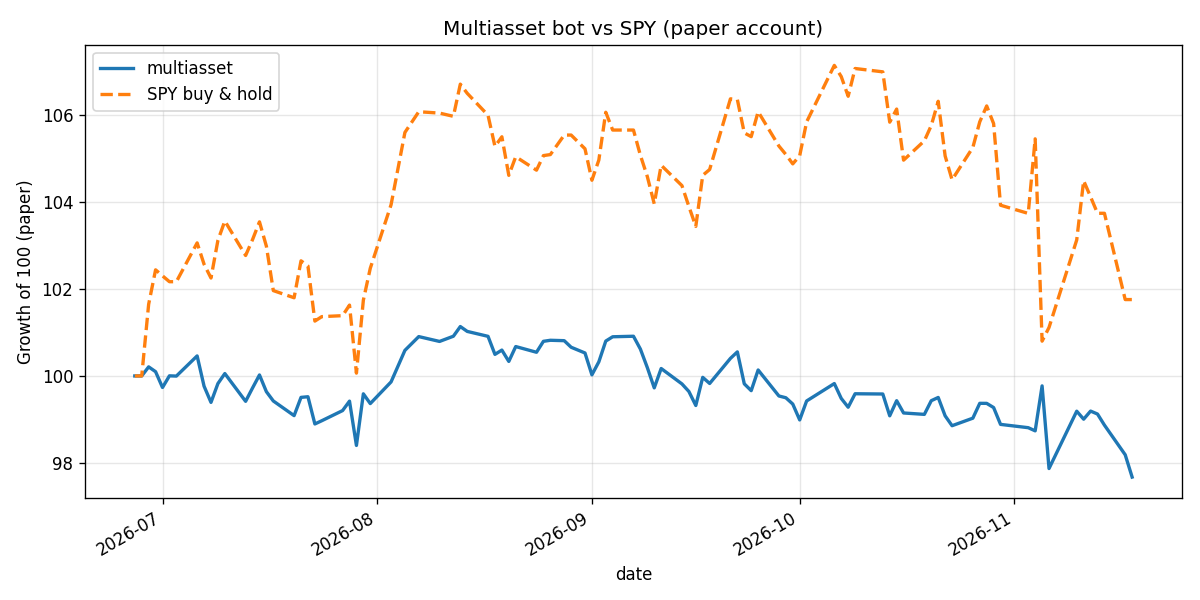 Multiasset bot vs SPY (paper account)
multiasset
SPY buy & hold
Growth of 100 (paper)
106
104
102
100
98
2026-07
2026-08
2026-09
2026-10
2026-11
date